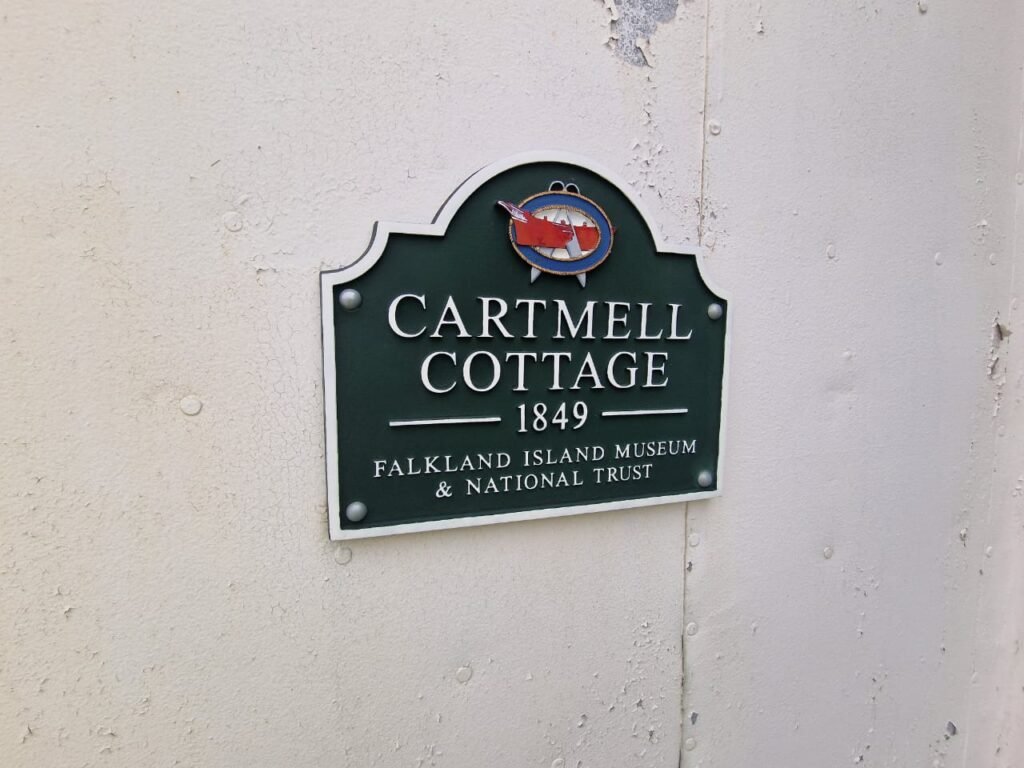 CARTMELL
COTTAGE
1849
FALKLAND ISLAND MUSEUM
& NATIONAL TRUST